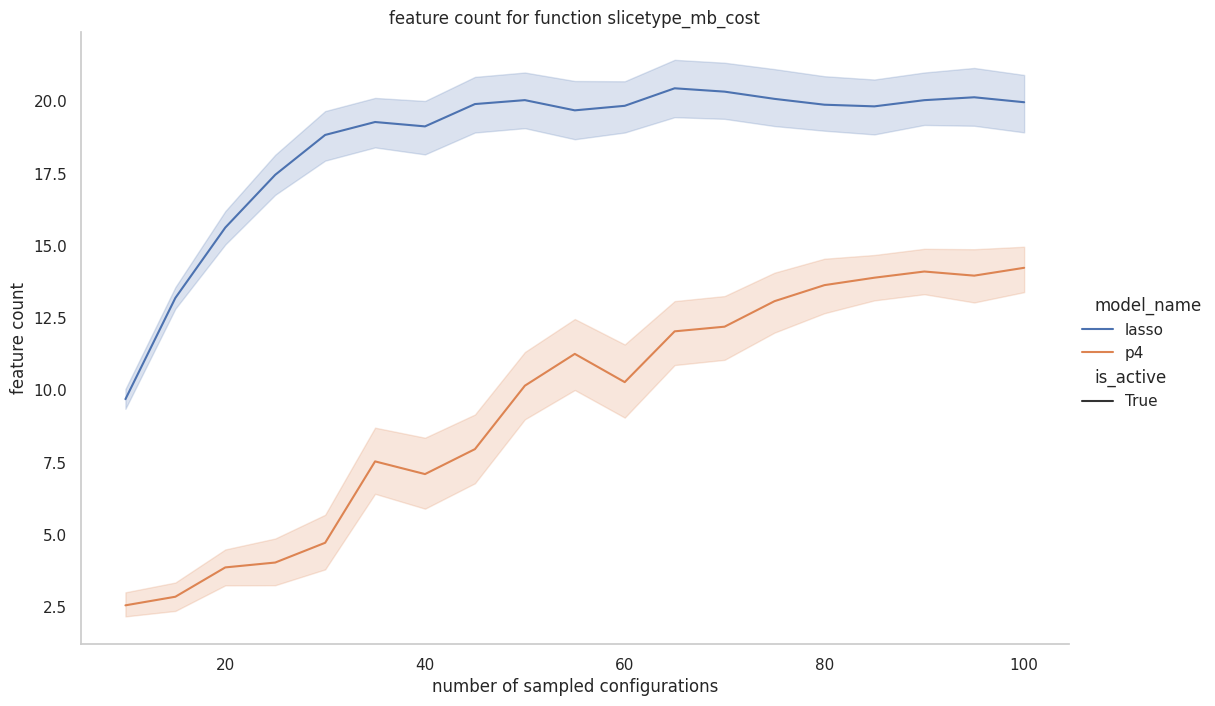 feature count for function slicetype_mb_cost
feature count
20.0
17.5
15.0
12.5
10.0
7.5
5.0
2.5
20
40
60
80
100
number of sampled configurations
model_name
lasso
p4
is_active
True